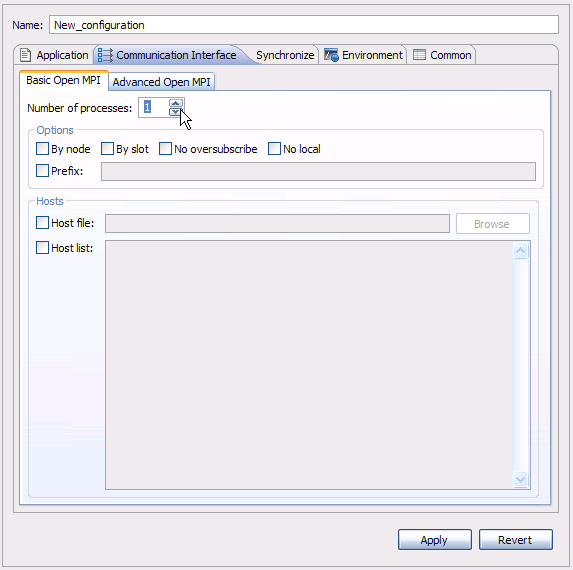 Name: New_configuration
Application Communication Interface Synchronize Environment Common
Basic Open MPI Advanced Open MPI
Number of processes: 1
Options
By node By slot No oversubscribe No local
Prefix:
Hosts
Host file: Browse
Host list:
Apply Revert